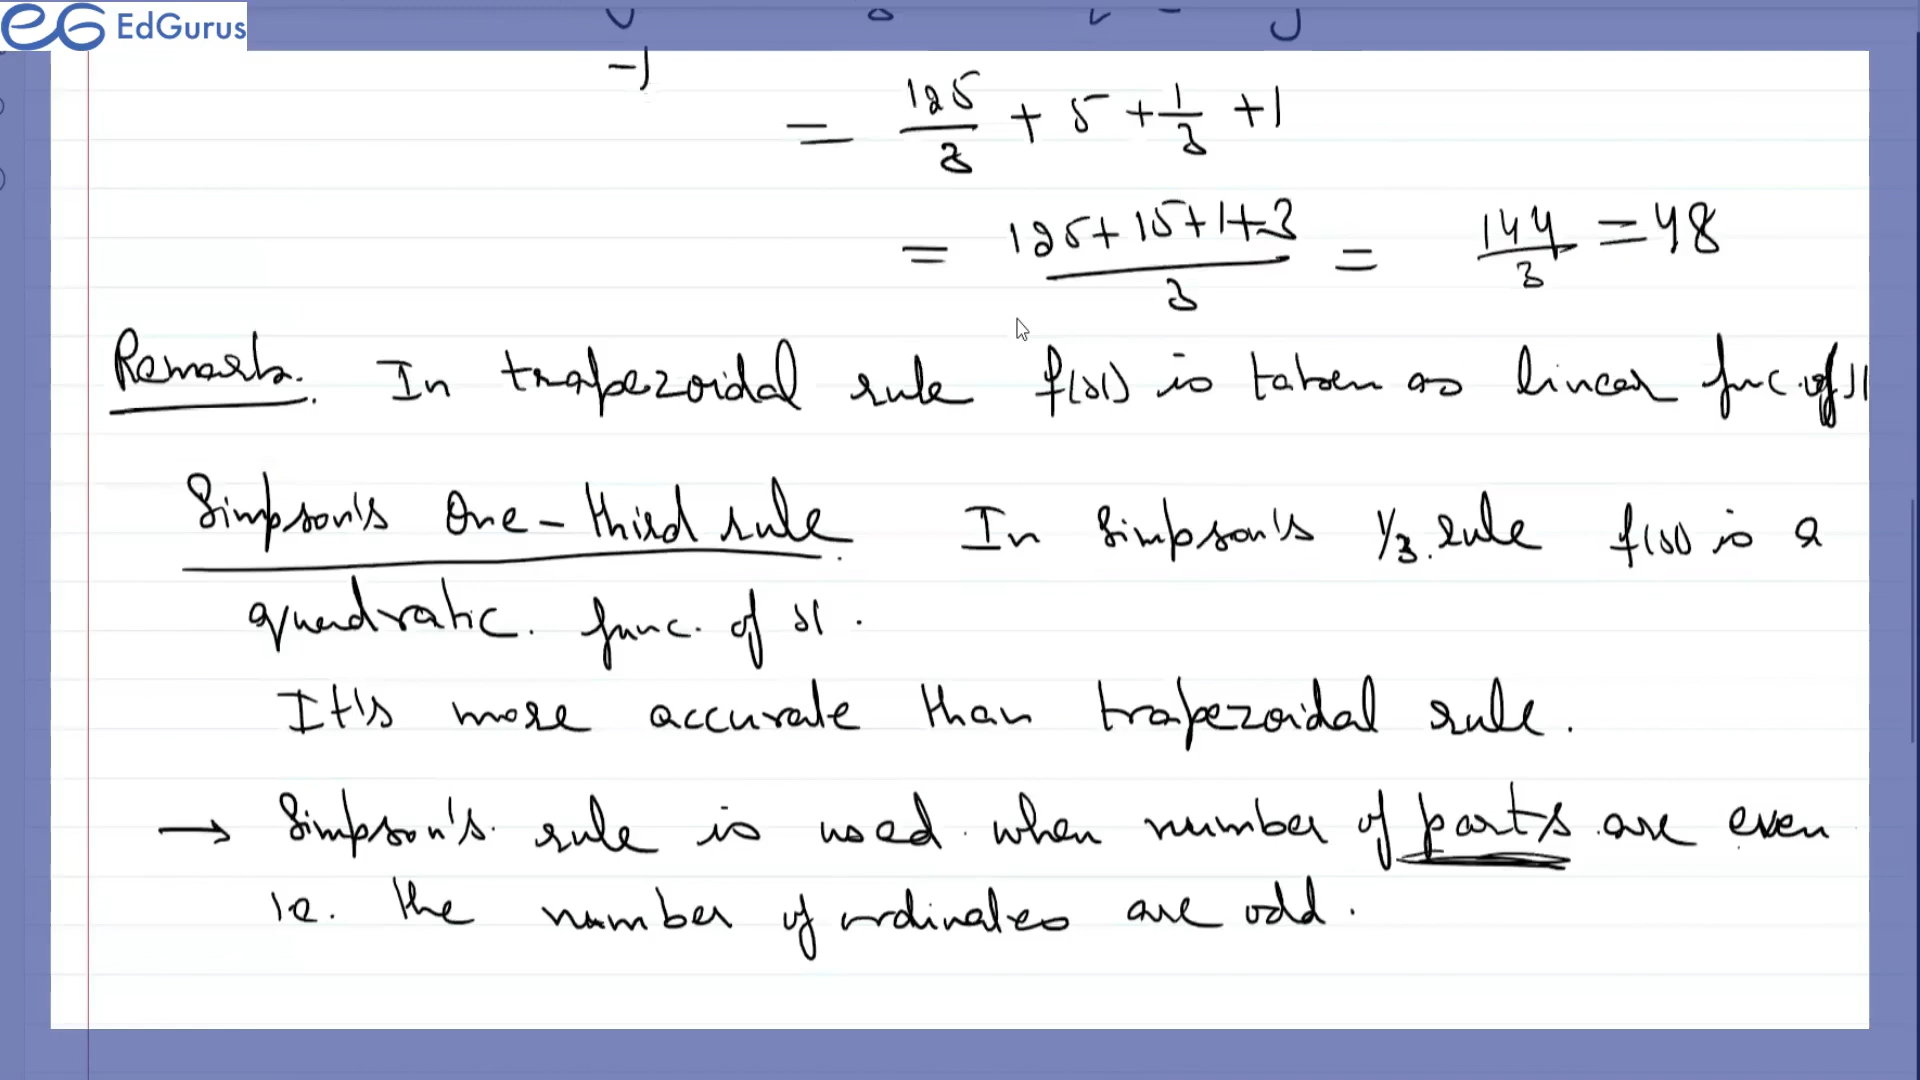 EdGurus
-1
= 125/3 + 5 + 1/3 + 1
= (125+15+1+3)/3 = 144/3 = 48
Remark. In trapezoidal rule f(x) is taken as linear func. of x
Simpson's One-third rule. In Simpson's 1/3 rule f(x) is a
quadratic. func. of x.
It's more accurate than trapezoidal rule.
→ Simpson's rule is used when number of parts are even
ie. the number of ordinates are odd.